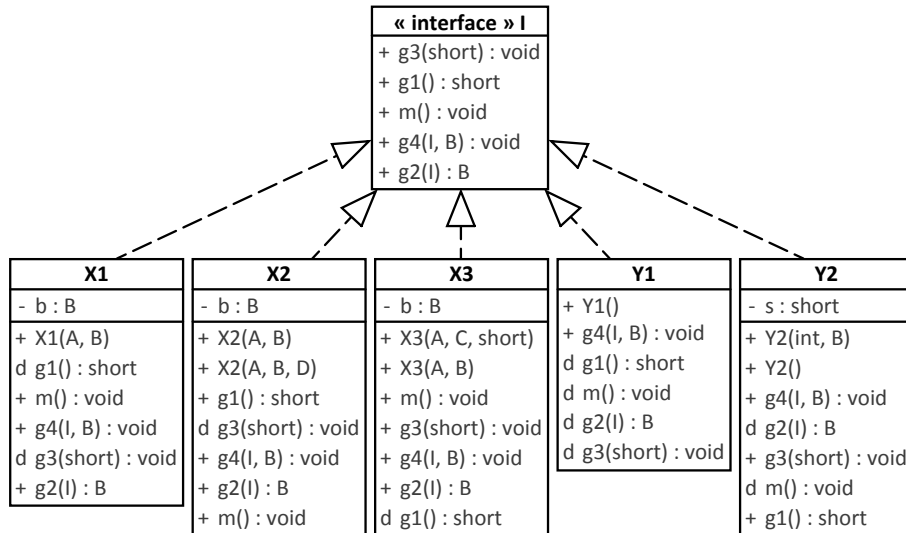 « interface » I
+ g3(short) : void
+ g1() : short
+ m() : void
+ g4(I, B) : void
+ g2(I) : B
X1
- b : B
+ X1(A, B)
d g1() : short
+ m() : void
+ g4(I, B) : void
d g3(short) : void
+ g2(I) : B
X2
- b : B
+ X2(A, B)
+ X2(A, B, D)
+ g1() : short
d g3(short) : void
+ g4(I, B) : void
+ g2(I) : B
+ m() : void
X3
- b : B
+ X3(A, C, short)
+ X3(A, B)
+ m() : void
+ g3(short) : void
+ g4(I, B) : void
+ g2(I) : B
d g1() : short
Y1
+ Y1()
+ g4(I, B) : void
d g1() : short
d m() : void
d g2(I) : B
d g3(short) : void
Y2
- s : short
+ Y2(int, B)
+ Y2()
+ g4(I, B) : void
d g2(I) : B
+ g3(short) : void
d m() : void
+ g1() : short